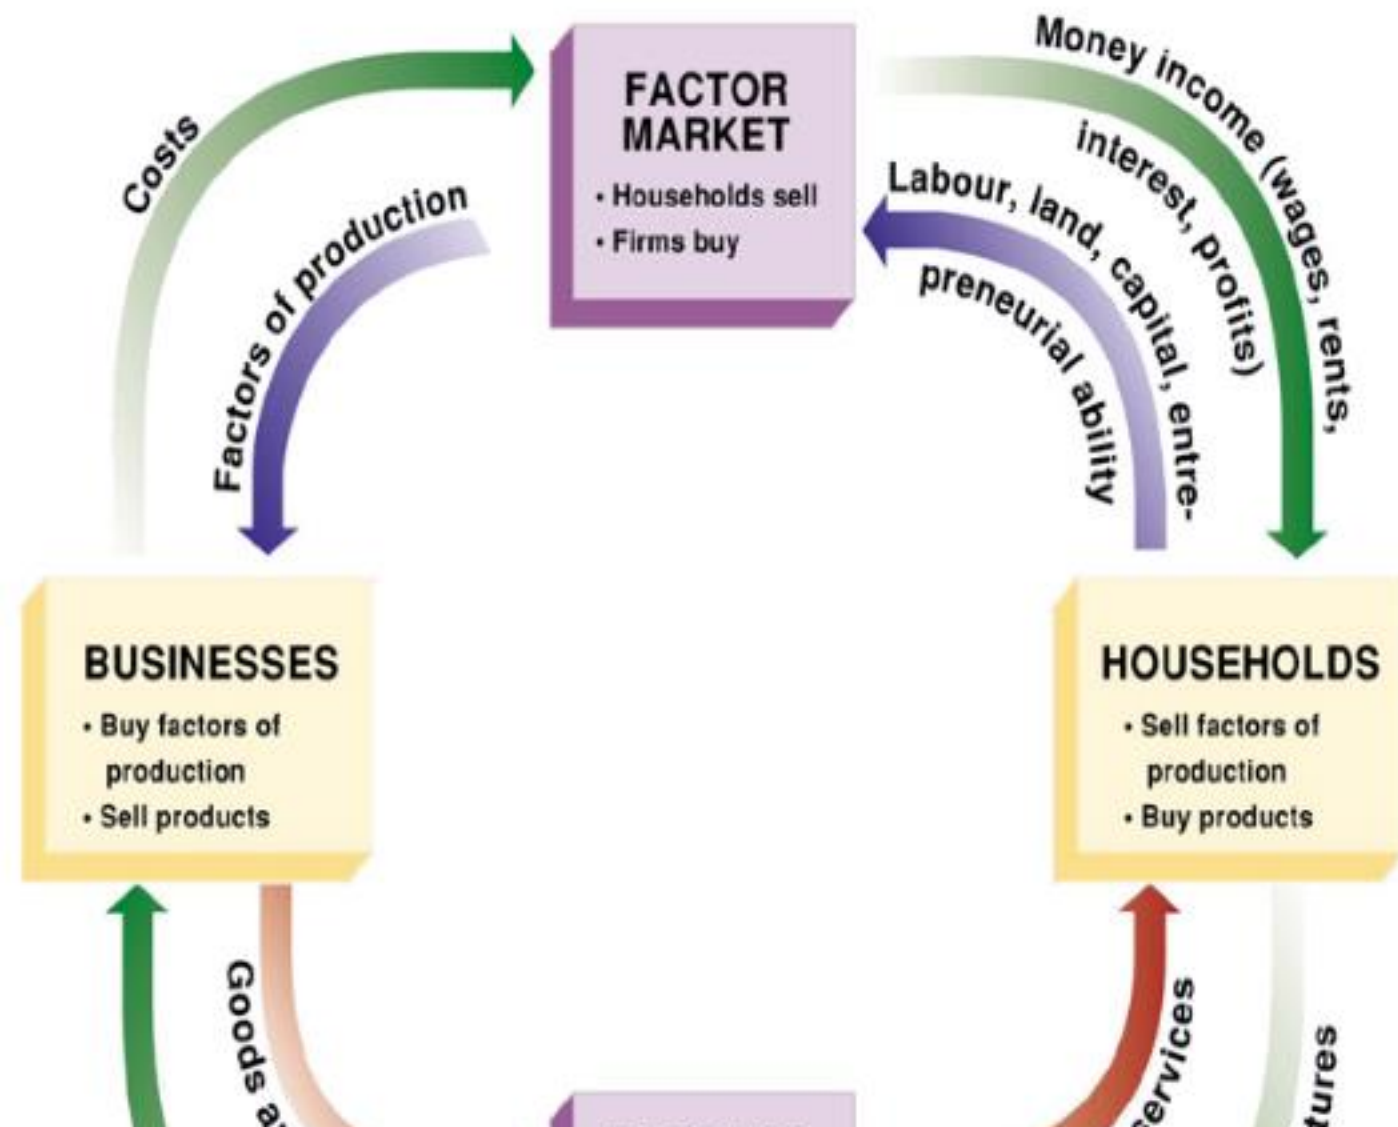 Costs
Factors of production
FACTOR
MARKET
• Households sell
• Firms buy
Money income (wages, rents,
interest, profits)
Labour, land, capital, entre-
preneurial ability
BUSINESSES
• Buy factors of
production
• Sell products
HOUSEHOLDS
• Sell factors of
production
• Buy products
Goods
services